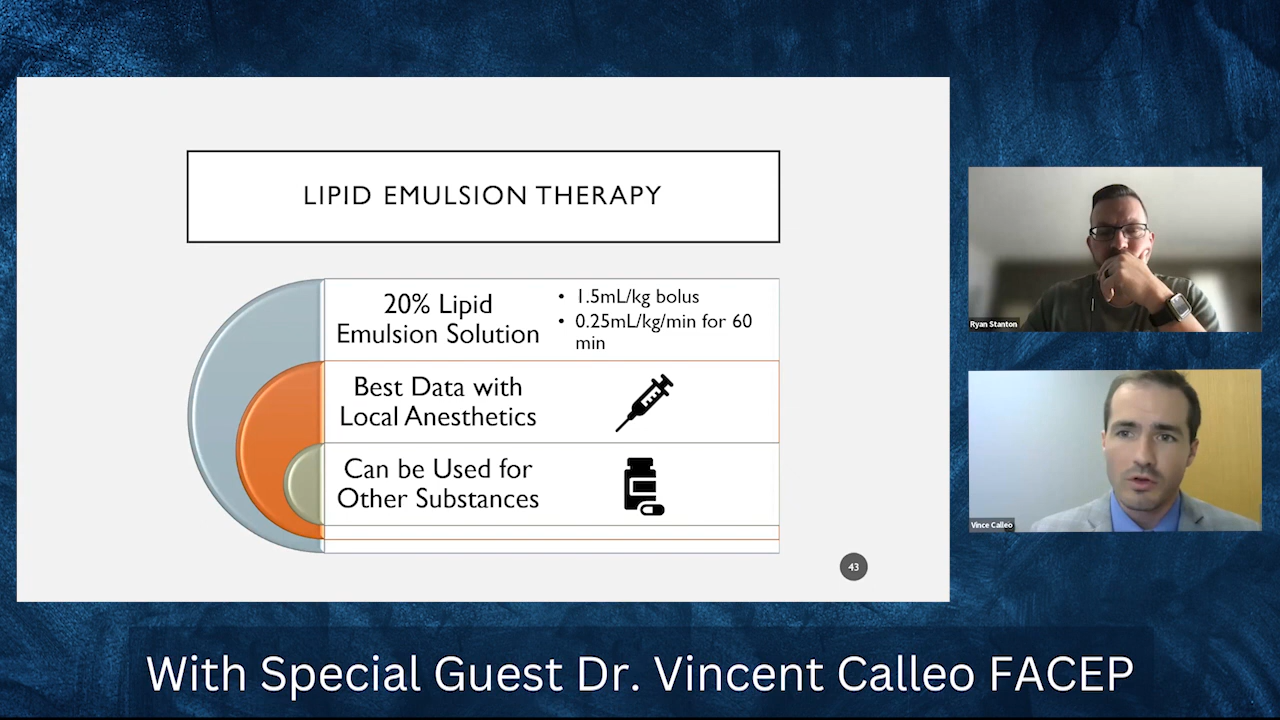 LIPID EMULSION THERAPY
20% Lipid
Emulsion Solution
• 1.5mL/kg bolus
• 0.25mL/kg/min for 60
min
Best Data with
Local Anesthetics
Can be Used for
Other Substances
43
Ryan Stanton
Vince Calleo
With Special Guest Dr. Vincent Calleo FACEP